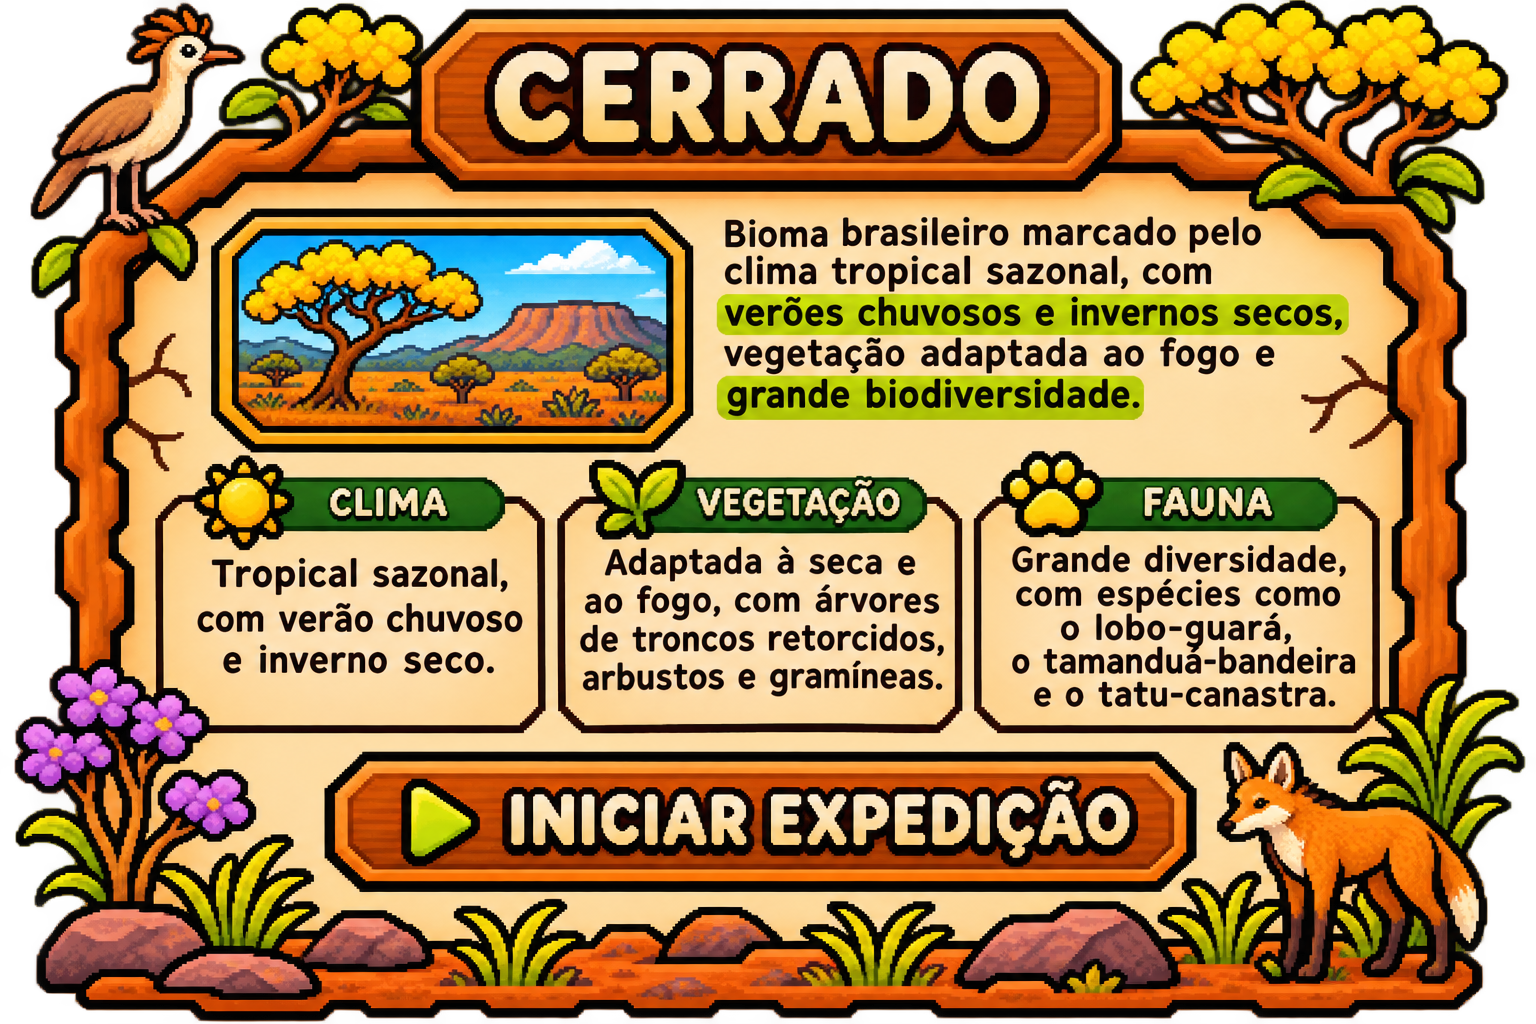 CERRADO
Bioma brasileiro marcado pelo
clima tropical sazonal, com
verões chuvosos e invernos secos,
vegetação adaptada ao fogo e
grande biodiversidade.
CLIMA
Tropical sazonal,
com verão chuvoso
e inverno seco.
VEGETAÇÃO
Adaptada à seca e
ao fogo, com árvores
de troncos retorcidos,
arbustos e gramíneas.
FAUNA
Grande diversidade,
com espécies como
o lobo-guará,
o tamanduá-bandeira
e o tatu-canastra.
INICIAR EXPEDIÇÃO